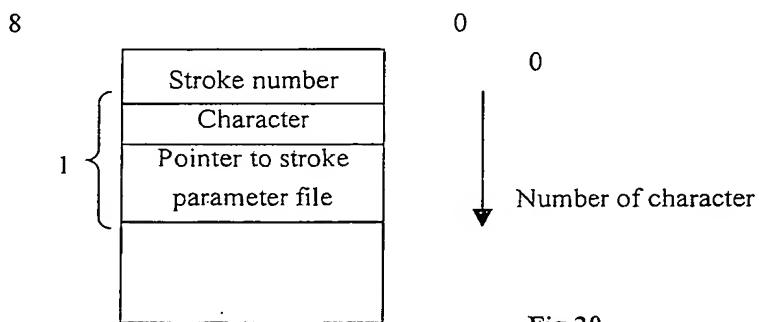 8 0
0
Stroke number
Character
1
Pointer to stroke
parameter file
Number of character